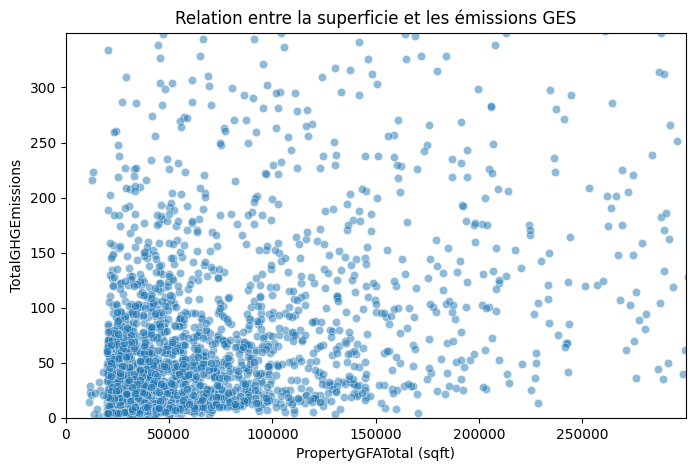 Relation entre la superficie et les émissions GES
TotalGHGEmissions
300
250
200
150
100
50
0
0 50000 100000 150000 200000 250000
PropertyGFATotal (sqft)